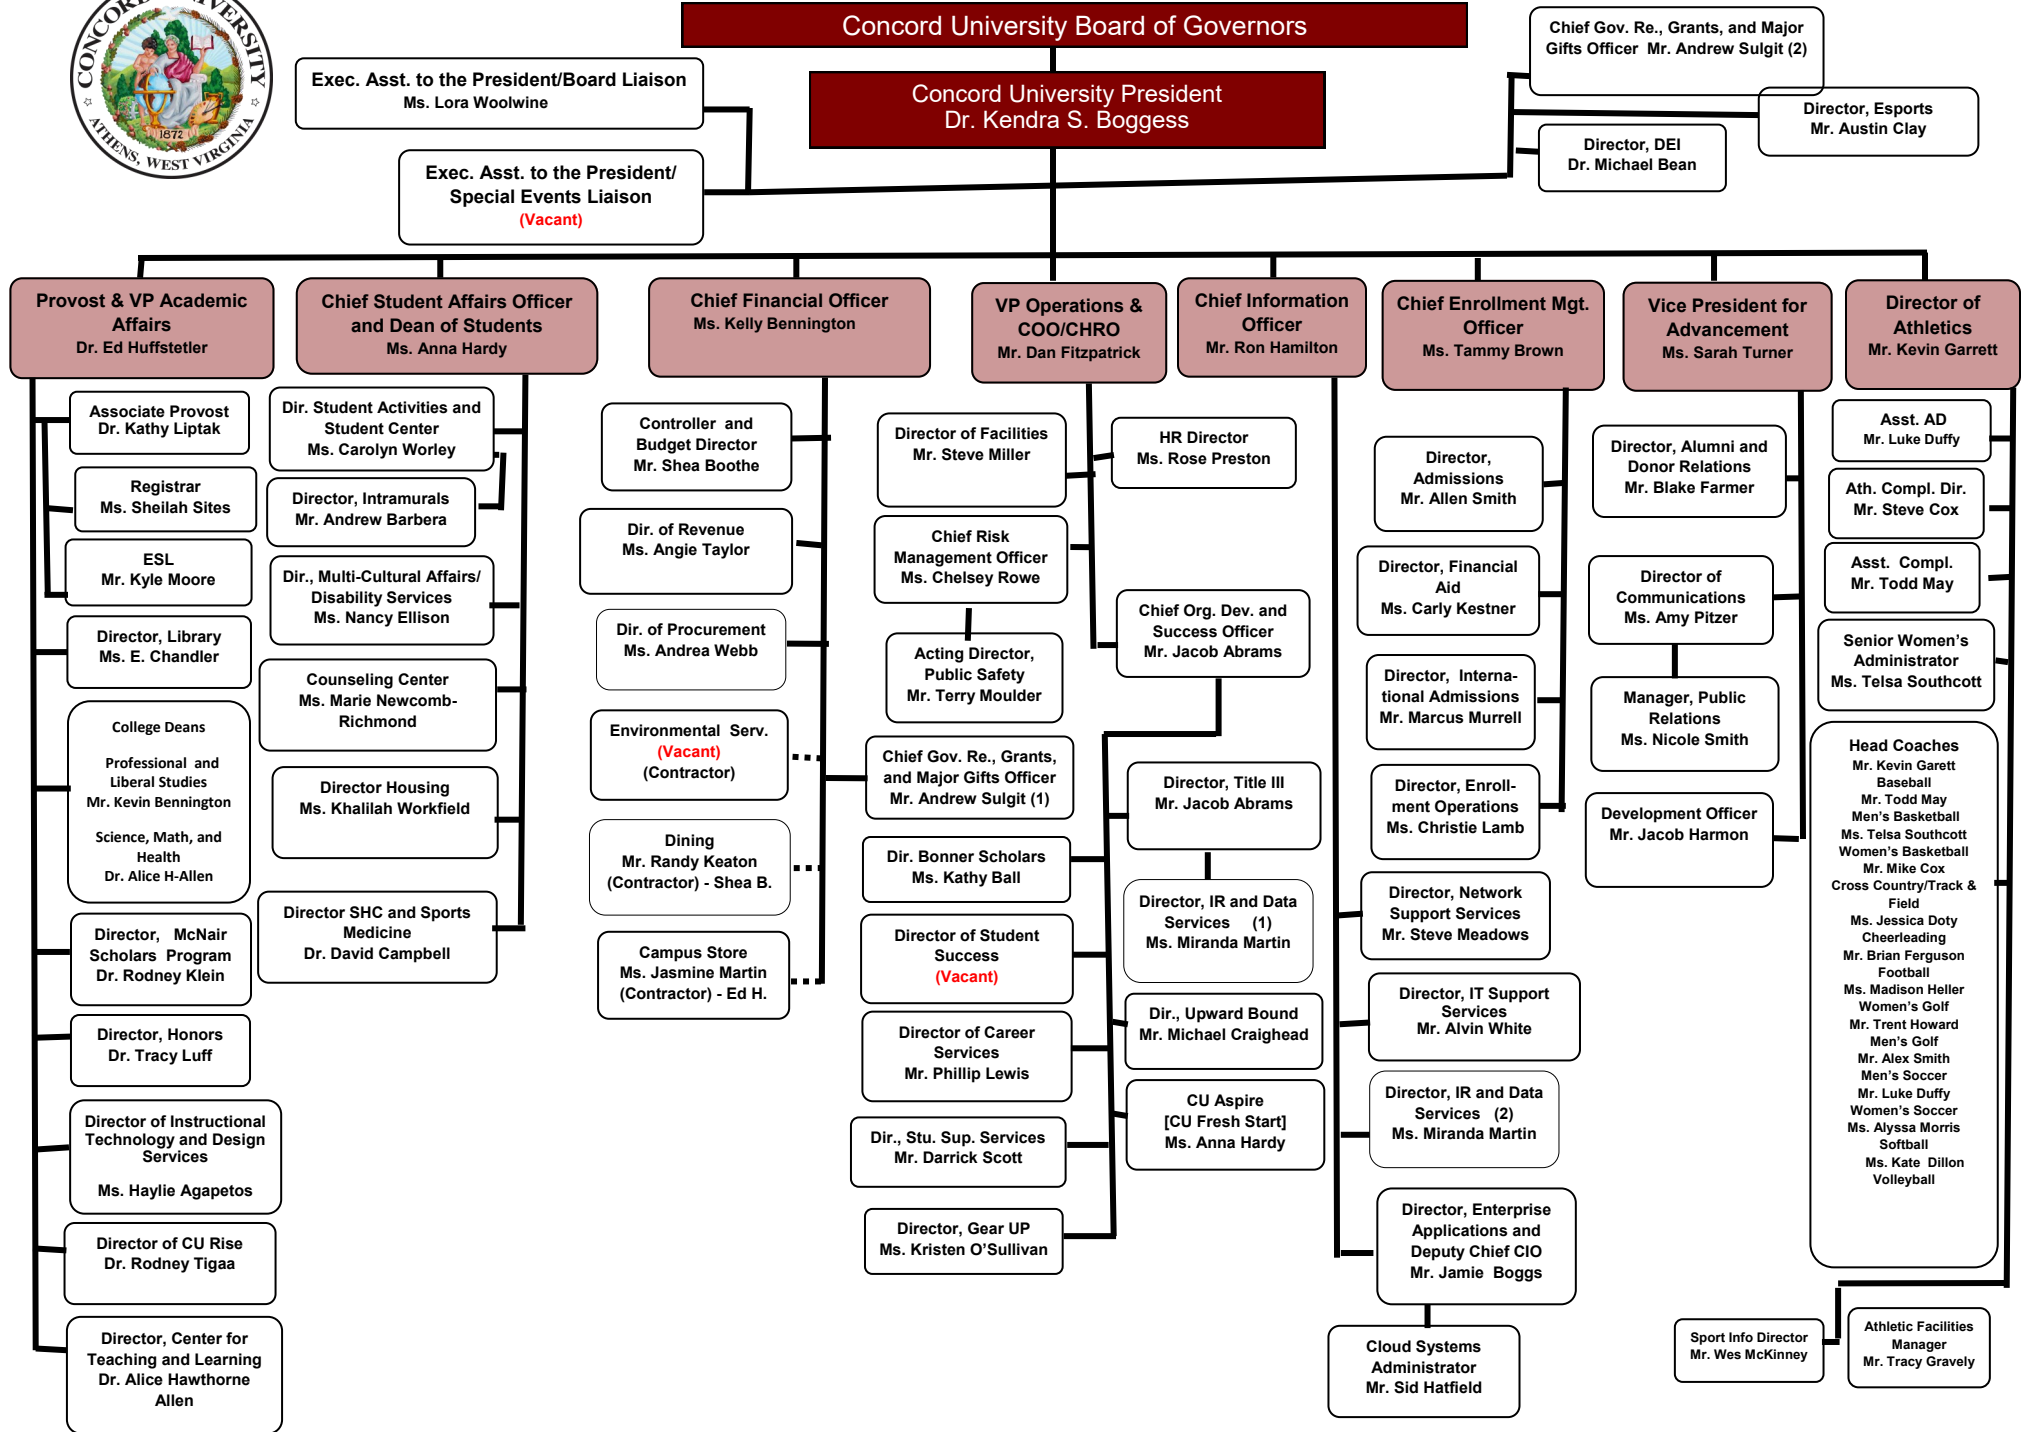 CONCORD UNIVERSITY
1872
ATHENS, WEST VIRGINIA
Concord University Board of Governors
Concord University President
Dr. Kendra S. Boggess
Exec. Asst. to the President/Board Liaison
Ms. Lora Woolwine
Exec. Asst. to the President/
Special Events Liaison
(Vacant)
Chief Gov. Re., Grants, and Major
Gifts Officer Mr. Andrew Sulgit (2)
Director, Esports
Mr. Austin Clay
Director, DEI
Dr. Michael Bean
Provost & VP Academic
Affairs
Dr. Ed Huffstetler
Associate Provost
Dr. Kathy Liptak
Registrar
Ms. Sheilah Sites
ESL
Mr. Kyle Moore
Director, Library
Ms. E. Chandler
College Deans
Professional and
Liberal Studies
Mr. Kevin Bennington
Science, Math, and
Health
Dr. Alice H-Allen
Director, McNair
Scholars Program
Dr. Rodney Klein
Director, Honors
Dr. Tracy Luff
Director of Instructional
Technology and Design
Services
Ms. Haylie Agapetos
Director of CU Rise
Dr. Rodney Tigaa
Director, Center for
Teaching and Learning
Dr. Alice Hawthorne
Allen
Chief Student Affairs Officer
and Dean of Students
Ms. Anna Hardy
Dir. Student Activities and
Student Center
Ms. Carolyn Worley
Director, Intramurals
Mr. Andrew Barbera
Dir., Multi-Cultural Affairs/
Disability Services
Ms. Nancy Ellison
Counseling Center
Ms. Marie Newcomb-
Richmond
Director Housing
Ms. Khalilah Workfield
Director SHC and Sports
Medicine
Dr. David Campbell
Chief Financial Officer
Ms. Kelly Bennington
Controller and
Budget Director
Mr. Shea Boothe
Dir. of Revenue
Ms. Angie Taylor
Dir. of Procurement
Ms. Andrea Webb
Environmental Serv.
(Vacant)
(Contractor)
Dining
Mr. Randy Keaton
(Contractor) - Shea B.
Campus Store
Ms. Jasmine Martin
(Contractor) - Ed H.
Chief Gov. Re., Grants,
and Major Gifts Officer
Mr. Andrew Sulgit (1)
VP Operations &
COO/CHRO
Mr. Dan Fitzpatrick
Director of Facilities
Mr. Steve Miller
HR Director
Ms. Rose Preston
Chief Risk
Management Officer
Ms. Chelsey Rowe
Acting Director,
Public Safety
Mr. Terry Moulder
Chief Org. Dev. and
Success Officer
Mr. Jacob Abrams
Director, Title III
Mr. Jacob Abrams
Dir. Bonner Scholars
Ms. Kathy Ball
Director, IR and Data
Services (1)
Ms. Miranda Martin
Director of Student
Success
(Vacant)
Dir., Upward Bound
Mr. Michael Craighead
Director of Career
Services
Mr. Phillip Lewis
CU Aspire
[CU Fresh Start]
Ms. Anna Hardy
Dir., Stu. Sup. Services
Mr. Darrick Scott
Director, Gear UP
Ms. Kristen O'Sullivan
Chief Information
Officer
Mr. Ron Hamilton
Director, Network
Support Services
Mr. Steve Meadows
Director, IT Support
Services
Mr. Alvin White
Director, IR and Data
Services (2)
Ms. Miranda Martin
Director, Enterprise
Applications and
Deputy Chief CIO
Mr. Jamie Boggs
Cloud Systems
Administrator
Mr. Sid Hatfield
Chief Enrollment Mgt.
Officer
Ms. Tammy Brown
Director,
Admissions
Mr. Allen Smith
Director, Financial
Aid
Ms. Carly Kestner
Director, Interna-
tional Admissions
Mr. Marcus Murrell
Director, Enroll-
ment Operations
Ms. Christie Lamb
Vice President for
Advancement
Ms. Sarah Turner
Director, Alumni and
Donor Relations
Mr. Blake Farmer
Director of
Communications
Ms. Amy Pitzer
Manager, Public
Relations
Ms. Nicole Smith
Development Officer
Mr. Jacob Harmon
Director of
Athletics
Mr. Kevin Garrett
Asst. AD
Mr. Luke Duffy
Ath. Compl. Dir.
Mr. Steve Cox
Asst. Compl.
Mr. Todd May
Senior Women's
Administrator
Ms. Telsa Southcott
Head Coaches
Mr. Kevin Garett
Baseball
Mr. Todd May
Men's Basketball
Ms. Telsa Southcott
Women's Basketball
Mr. Mike Cox
Cross Country/Track &
Field
Ms. Jessica Doty
Cheerleading
Mr. Brian Ferguson
Football
Ms. Madison Heller
Women's Golf
Mr. Trent Howard
Men's Golf
Mr. Alex Smith
Men's Soccer
Mr. Luke Duffy
Women's Soccer
Ms. Alyssa Morris
Softball
Ms. Kate Dillon
Volleyball
Sport Info Director
Mr. Wes McKinney
Athletic Facilities
Manager
Mr. Tracy Gravely